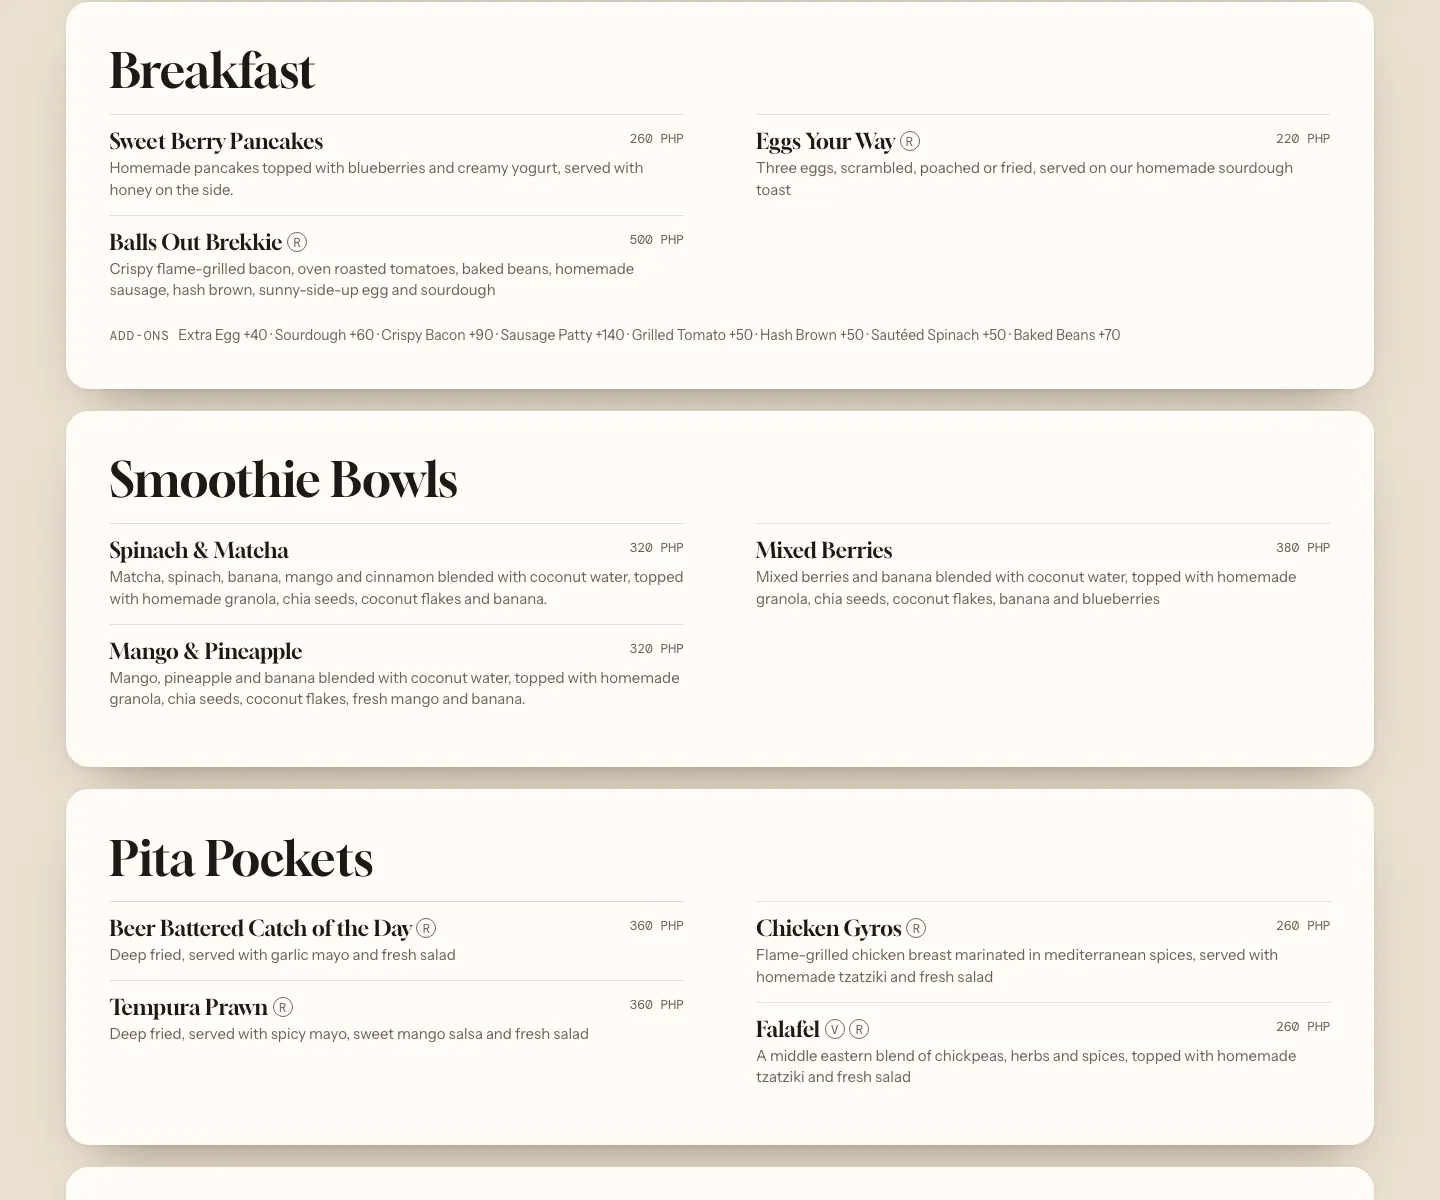 Breakfast
Sweet Berry Pancakes 260 PHP
Homemade pancakes topped with blueberries and creamy yogurt, served with
honey on the side.
Balls Out Brekkie R 500 PHP
Crispy flame-grilled bacon, oven roasted tomatoes, baked beans, homemade
sausage, hash brown, sunny-side-up egg and sourdough
Eggs Your Way R 220 PHP
Three eggs, scrambled, poached or fried, served on our homemade sourdough
toast
ADD-ONS Extra Egg +40 · Sourdough +60 · Crispy Bacon +90 · Sausage Patty +140 · Grilled Tomato +50 · Hash Brown +50 · Sautéed Spinach +50 · Baked Beans +70
Smoothie Bowls
Spinach & Matcha 320 PHP
Matcha, spinach, banana, mango and cinnamon blended with coconut water, topped
with homemade granola, chia seeds, coconut flakes and banana.
Mango & Pineapple 320 PHP
Mango, pineapple and banana blended with coconut water, topped with homemade
granola, chia seeds, coconut flakes, fresh mango and banana.
Mixed Berries 380 PHP
Mixed berries and banana blended with coconut water, topped with homemade
granola, chia seeds, coconut flakes, banana and blueberries
Pita Pockets
Beer Battered Catch of the Day R 360 PHP
Deep fried, served with garlic mayo and fresh salad
Tempura Prawn R 360 PHP
Deep fried, served with spicy mayo, sweet mango salsa and fresh salad
Chicken Gyros R 260 PHP
Flame-grilled chicken breast marinated in mediterranean spices, served with
homemade tzatziki and fresh salad
Falafel V R 260 PHP
A middle eastern blend of chickpeas, herbs and spices, topped with homemade
tzatziki and fresh salad